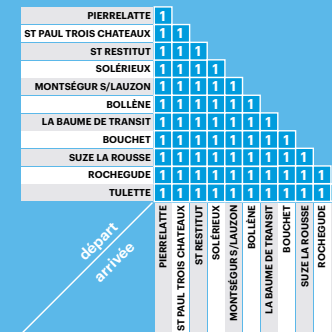 PIERRELATTE 1
ST PAUL TROIS CHATEAUX 1 1
ST RESTITUT 1 1 1
SOLÉRIEUX 1 1 1 1
MONTSÉGUR S/LAUZON 1 1 1 1 1
BOLLÈNE 1 1 1 1 1 1
LA BAUME DE TRANSIT 1 1 1 1 1 1 1
BOUCHET 1 1 1 1 1 1 1 1
SUZE LA ROUSSE 1 1 1 1 1 1 1 1 1
ROCHEGUDE 1 1 1 1 1 1 1 1 1 1
TULETTE 1 1 1 1 1 1 1 1 1 1
départ
arrivée
PIERRELATTE
ST PAUL TROIS CHATEAUX
ST RESTITUT
SOLÉRIEUX
MONTSÉGUR S/LAUZON
BOLLÈNE
LA BAUME DE TRANSIT
BOUCHET
SUZE LA ROUSSE
ROCHEGUDE